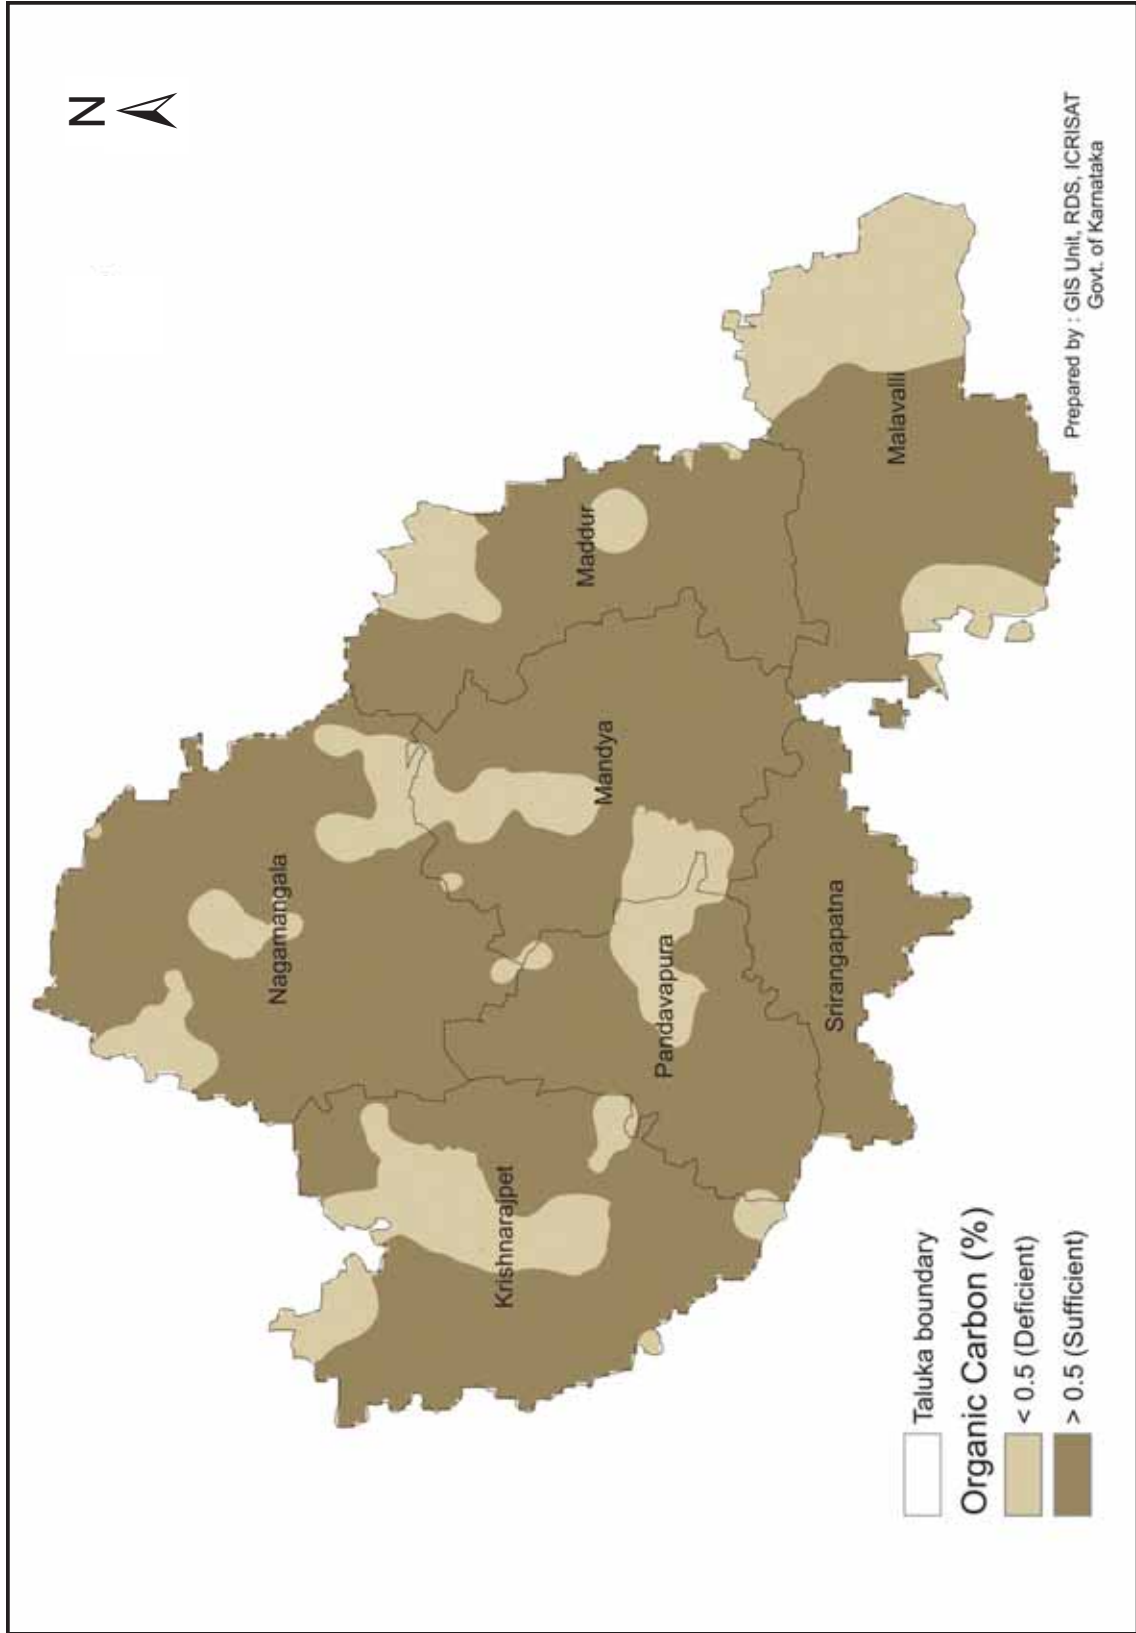 N
Nagamangala
Krishnarajpet
Pandavapura
Mandya
Maddur
Srirangapatna
Malavalli
Taluka boundary
Organic Carbon (%)
< 0.5 (Deficient)
> 0.5 (Sufficient)
Prepared by : GIS Unit, RDS, ICRISAT
Govt. of Karnataka